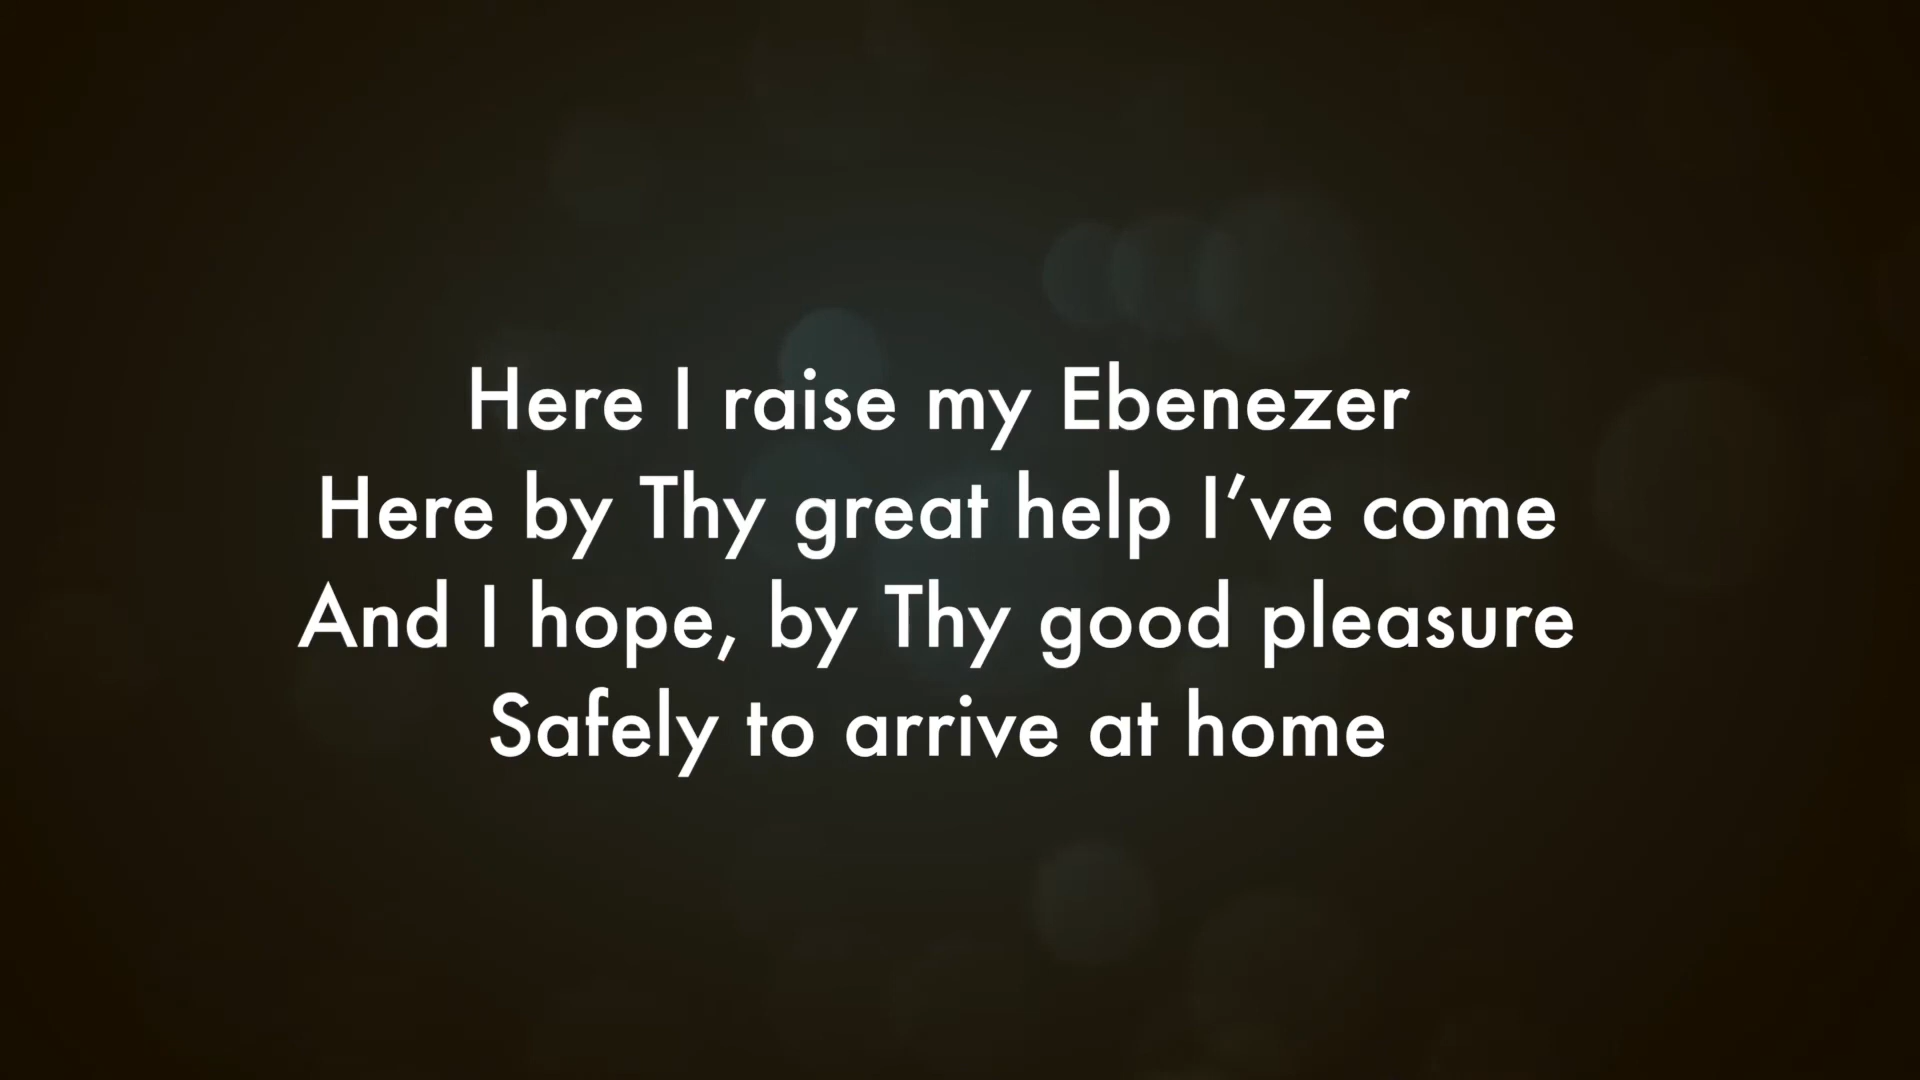 Here I raise my Ebenezer
Here by Thy great help I’ve come
And I hope, by Thy good pleasure
Safely to arrive at home